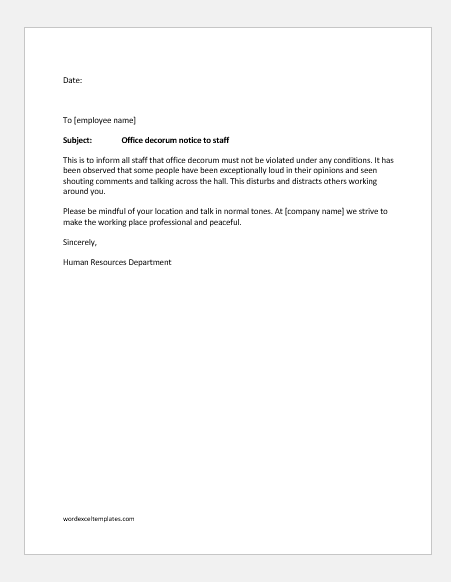 Date:
To [employee name]
Subject: Office decorum notice to staff
This is to inform all staff that office decorum must not be violated under any conditions. It has
been observed that some people have been exceptionally loud in their opinions and seen
shouting comments and talking across the hall. This disturbs and distracts others working
around you.
Please be mindful of your location and talk in normal tones. At [company name] we strive to
make the working place professional and peaceful.
Sincerely,
Human Resources Department
wordexceltemplates.com